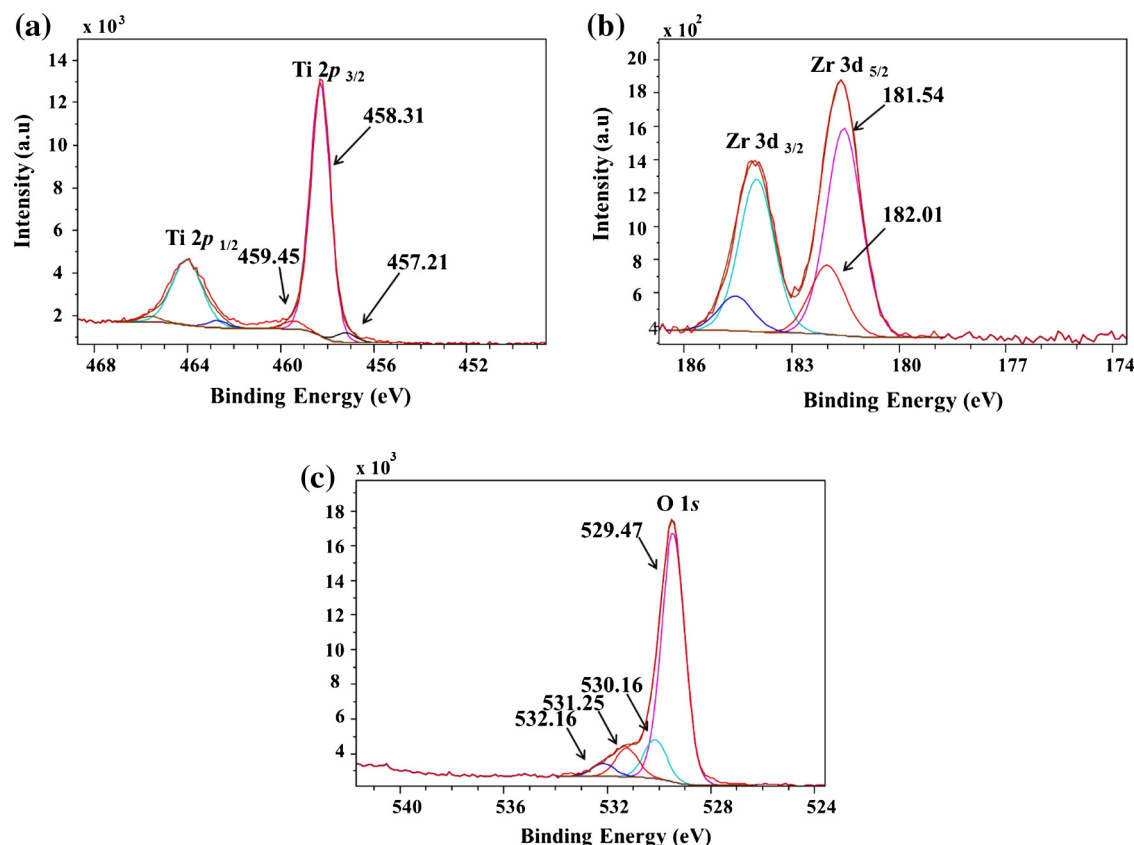 (a)
x 10³
Ti 2p 3/2
458.31
Ti 2p 1/2
459.45
457.21
Intensity (a.u)
14
12
10
8
6
4
2
468
464
460
456
452
Binding Energy (eV)
(b)
x 10²
Zr 3d 5/2
181.54
Zr 3d 3/2
182.01
Intensity (a.u)
20
18
16
14
12
10
8
6
4
186
183
180
177
174
Binding Energy (eV)
(c)
x 10³
O 1s
529.47
530.16
531.25
532.16
Intensity (a.u)
18
16
14
12
10
8
6
4
540
536
532
528
524
Binding Energy (eV)